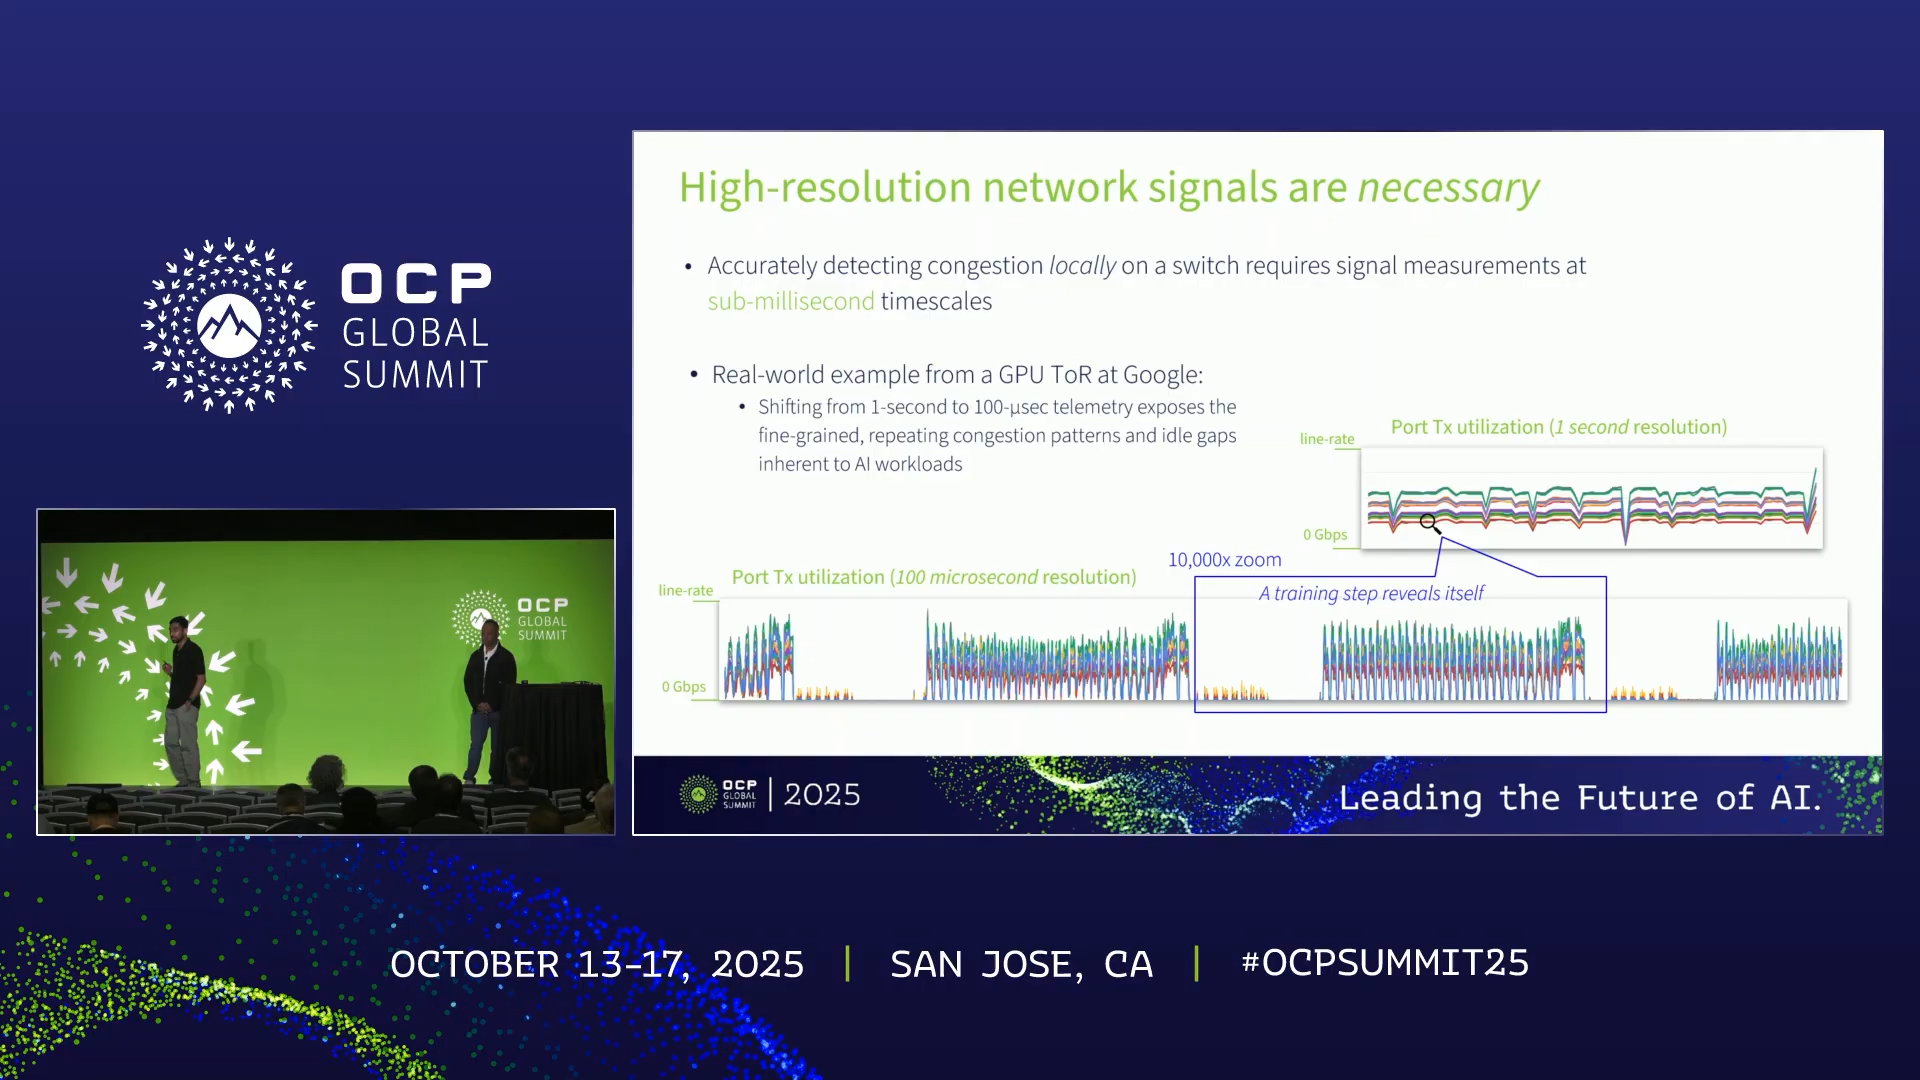 OCP
GLOBAL
SUMMIT
High-resolution network signals are necessary
• Accurately detecting congestion locally on a switch requires signal measurements at
sub-millisecond timescales
• Real-world example from a GPU ToR at Google:
• Shifting from 1-second to 100-μsec telemetry exposes the
fine-grained, repeating congestion patterns and idle gaps
inherent to AI workloads
Port Tx utilization (1 second resolution)
line-rate
0 Gbps
10,000x zoom
A training step reveals itself
Port Tx utilization (100 microsecond resolution)
line-rate
0 Gbps
OCP
GLOBAL
SUMMIT
OCP
GLOBAL
SUMMIT
2025
Leading the Future of AI.
OCTOBER 13-17, 2025 | SAN JOSE, CA | #OCPSUMMIT25